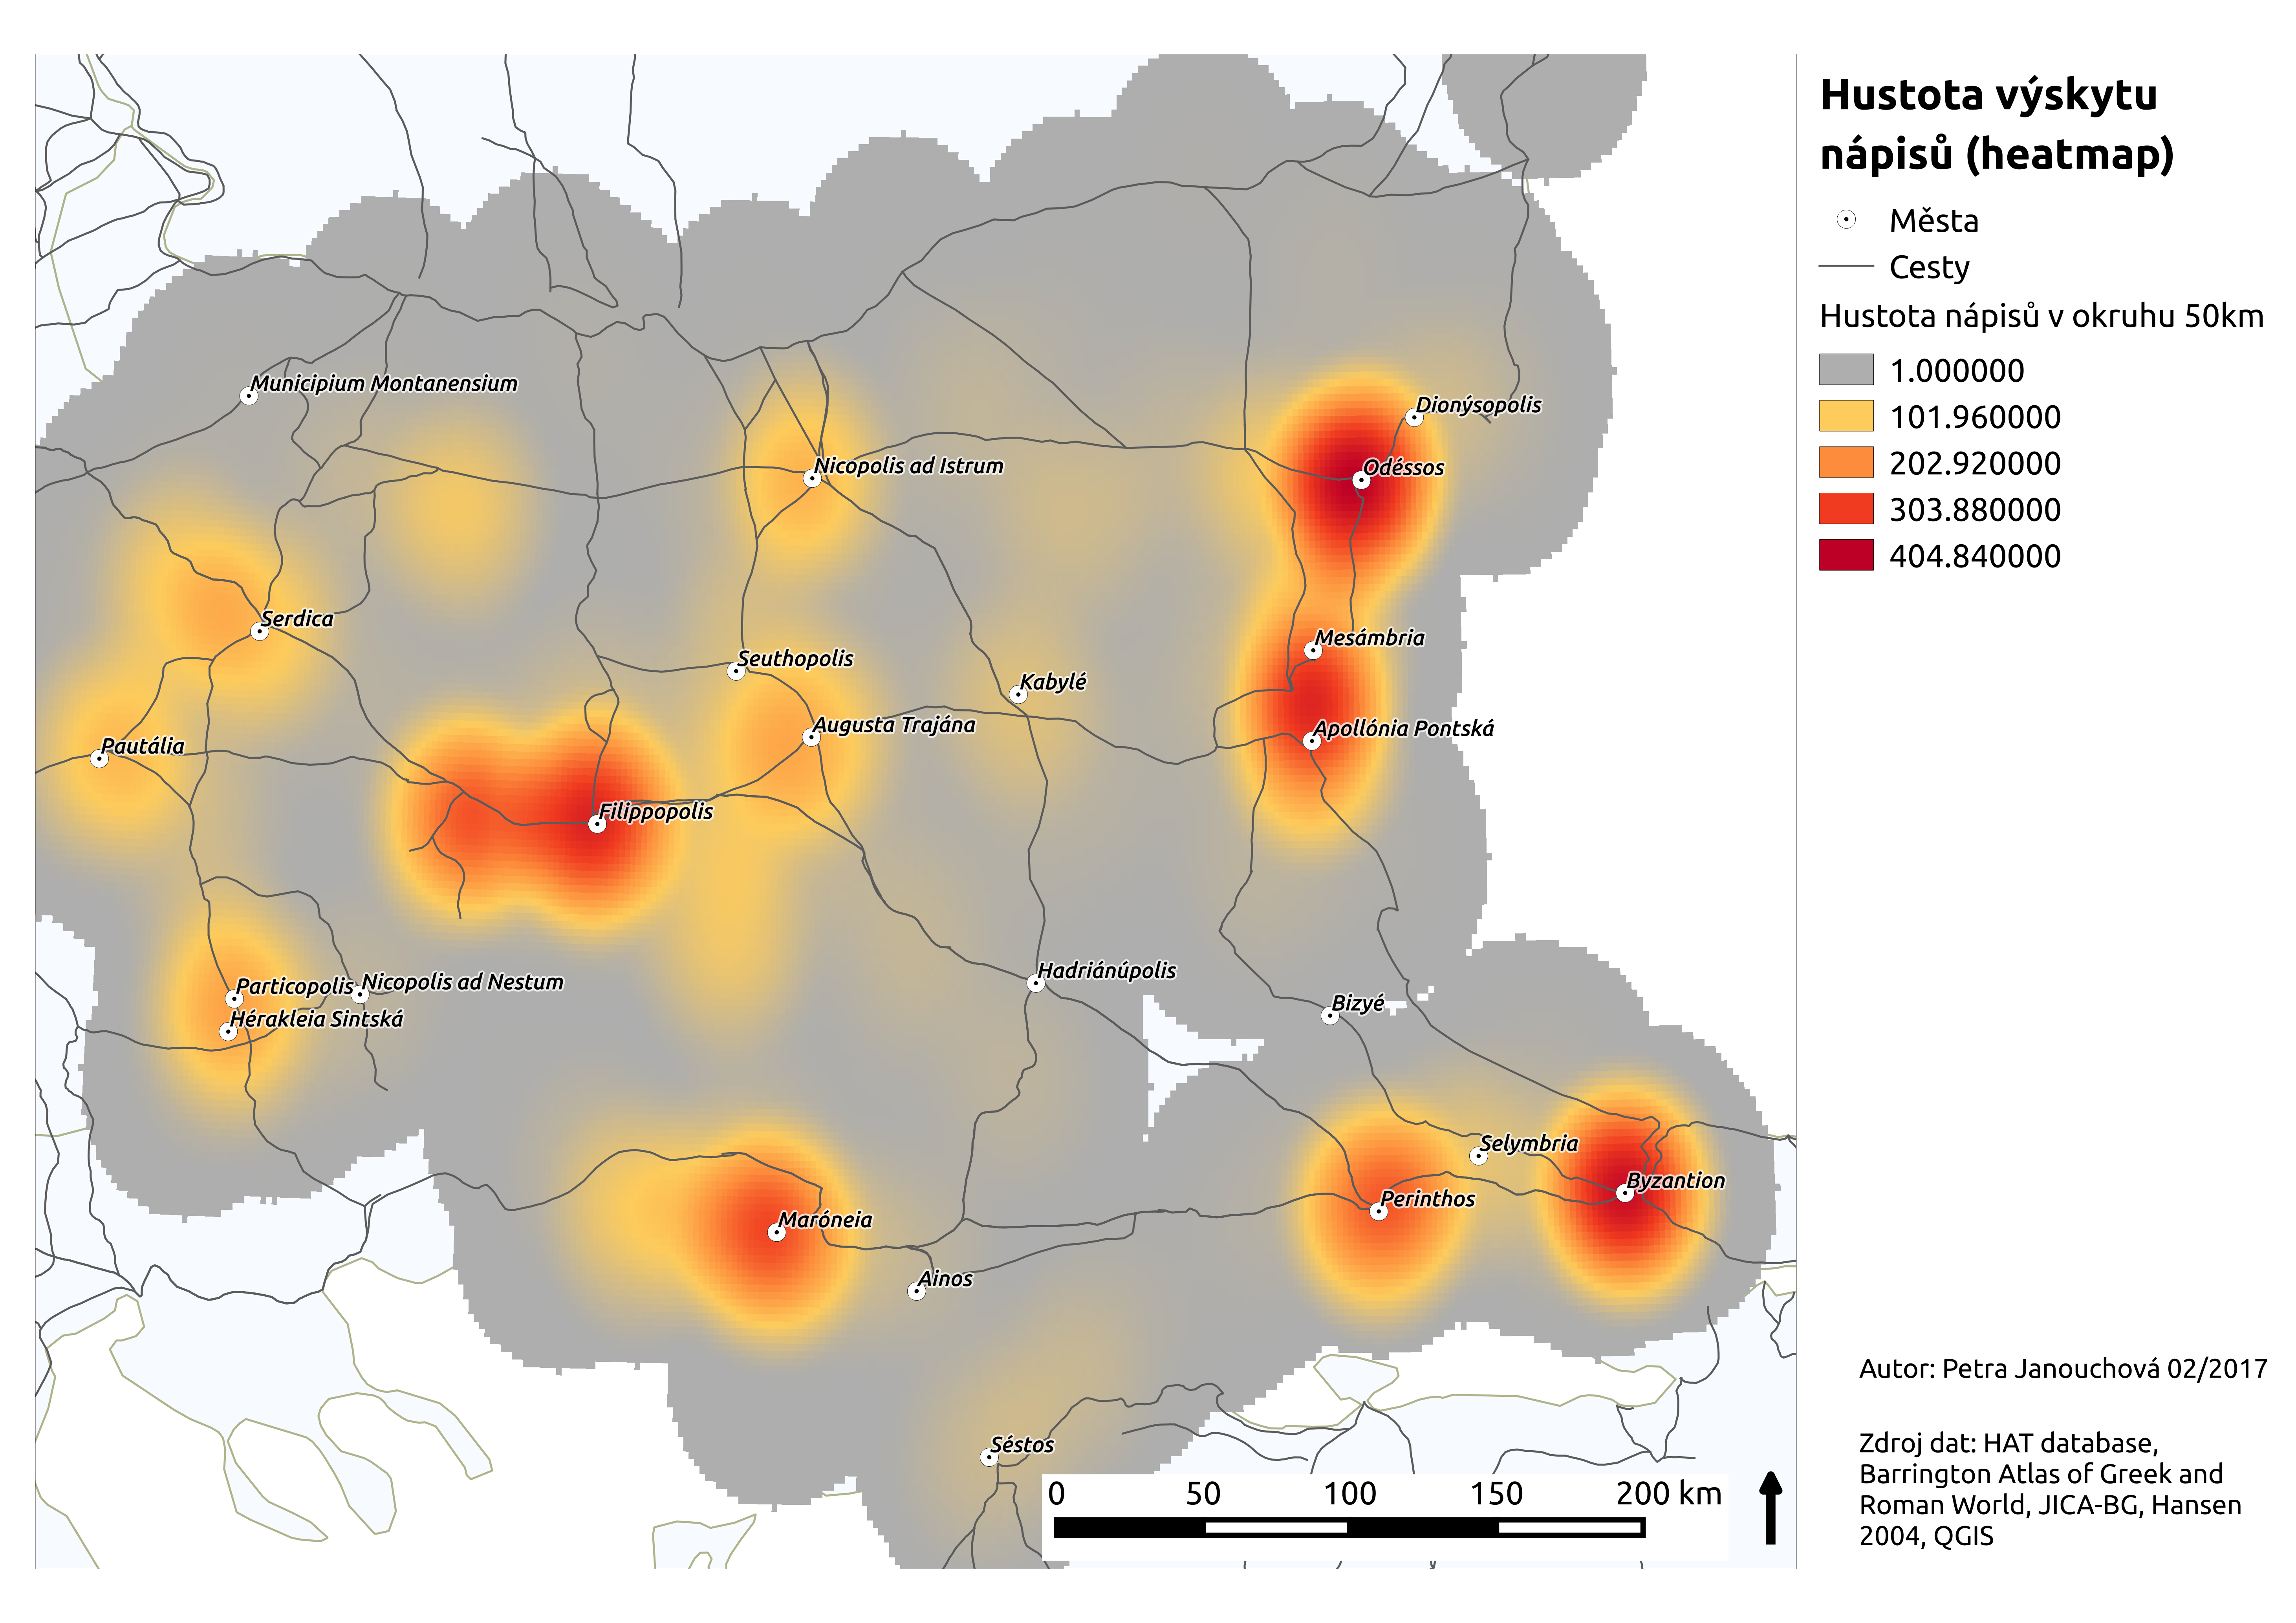 Hustota výskytu
nápisů (heatmap)
Města
Cesty
Hustota nápisů v okruhu 50km
1.000000
101.960000
202.920000
303.880000
404.840000
Municipium Montanensium
Dionýsopolis
Nicopolis ad Istrum
Odéssos
Serdica
Mesámbria
Seuthopolis
Kabylé
Augusta Trajána
Apollónia Pontská
Pautália
Filippopolis
Hadriánúpolis
Particopolis
Nicopolis ad Nestum
Bizyé
Hérakleia Sintská
Selymbria
Byzantion
Perinthos
Maróneia
Ainos
Séstos
0 50 100 150 200 km
Autor: Petra Janouchová 02/2017
Zdroj dat: HAT database,
Barrington Atlas of Greek and
Roman World, JICA-BG, Hansen
2004, QGIS